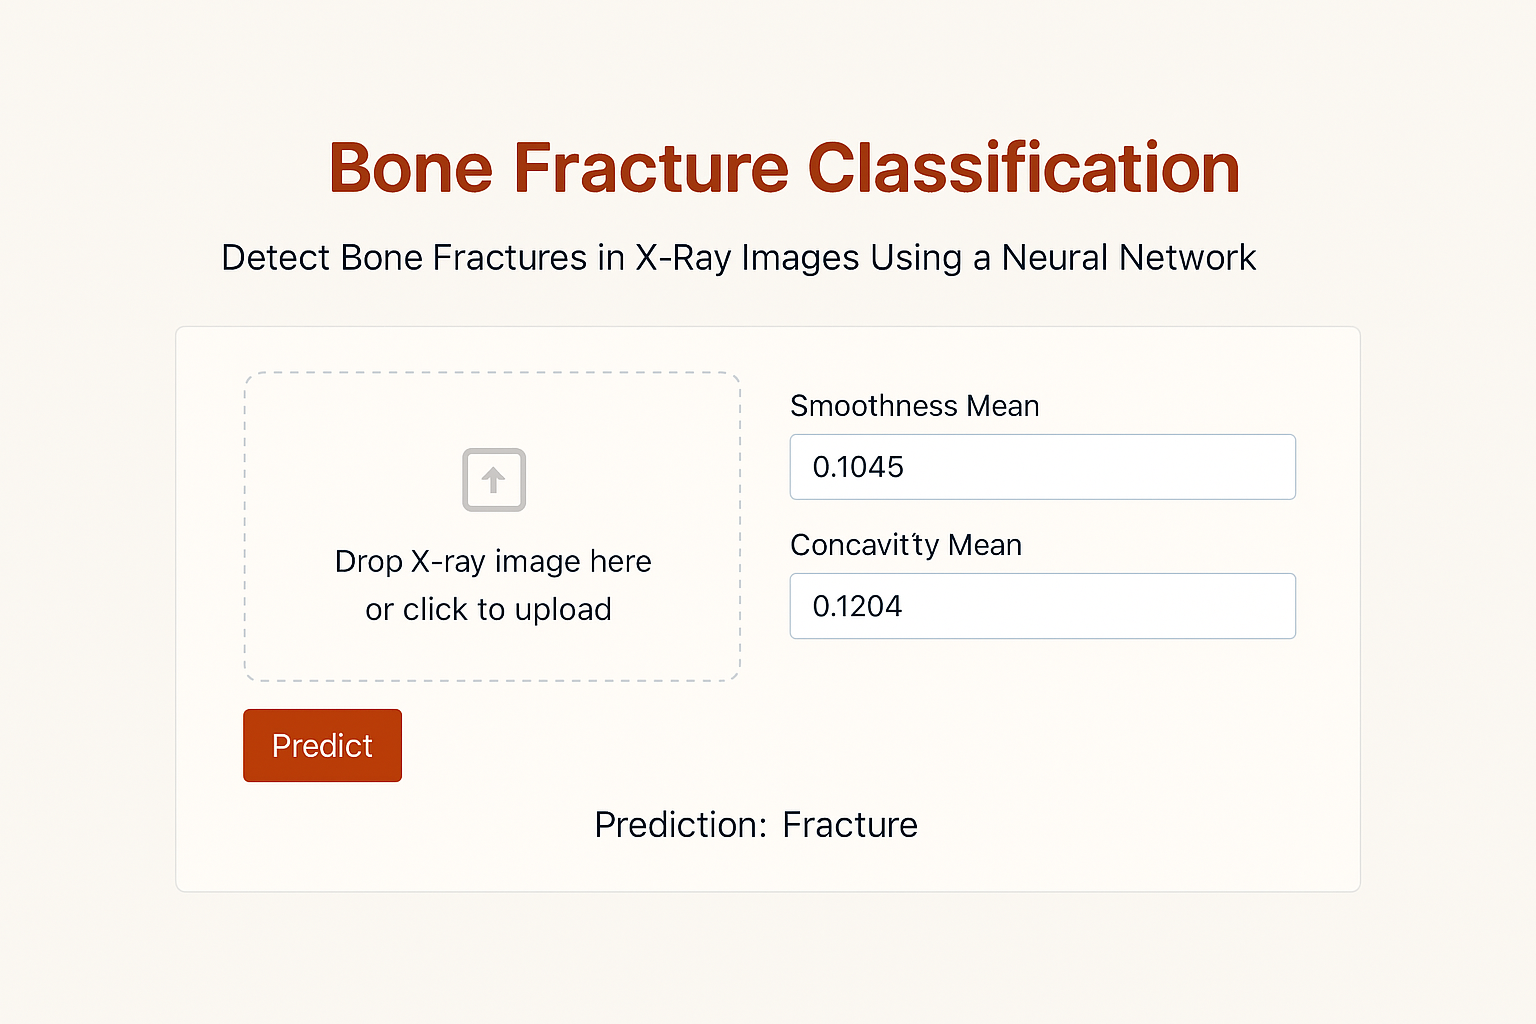 Bone Fracture Classification
Detect Bone Fractures in X-Ray Images Using a Neural Network
Drop X-ray image here
or click to upload
Smoothness Mean
0.1045
Concavitty Mean
0.1204
Predict
Prediction: Fracture